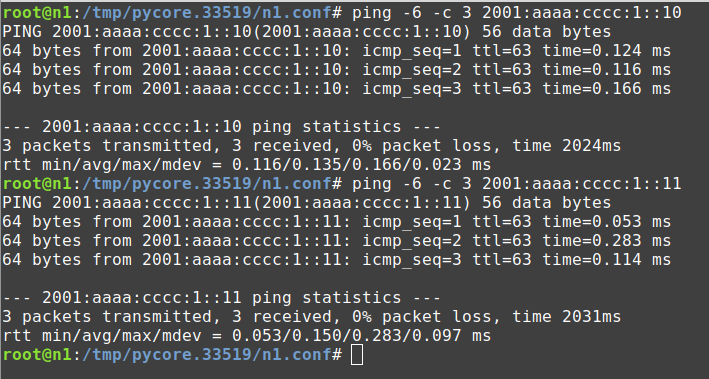 root@n1:/tmp/pycore.33519/n1.conf# ping -6 -c 3 2001:aaaa:cccc:1::10
PING 2001:aaaa:cccc:1::10(2001:aaaa:cccc:1::10) 56 data bytes
64 bytes from 2001:aaaa:cccc:1::10: icmp_seq=1 ttl=63 time=0.124 ms
64 bytes from 2001:aaaa:cccc:1::10: icmp_seq=2 ttl=63 time=0.116 ms
64 bytes from 2001:aaaa:cccc:1::10: icmp_seq=3 ttl=63 time=0.166 ms

--- 2001:aaaa:cccc:1::10 ping statistics ---
3 packets transmitted, 3 received, 0% packet loss, time 2024ms
rtt min/avg/max/mdev = 0.116/0.135/0.166/0.023 ms
root@n1:/tmp/pycore.33519/n1.conf# ping -6 -c 3 2001:aaaa:cccc:1::11
PING 2001:aaaa:cccc:1::11(2001:aaaa:cccc:1::11) 56 data bytes
64 bytes from 2001:aaaa:cccc:1::11: icmp_seq=1 ttl=63 time=0.053 ms
64 bytes from 2001:aaaa:cccc:1::11: icmp_seq=2 ttl=63 time=0.283 ms
64 bytes from 2001:aaaa:cccc:1::11: icmp_seq=3 ttl=63 time=0.114 ms

--- 2001:aaaa:cccc:1::11 ping statistics ---
3 packets transmitted, 3 received, 0% packet loss, time 2031ms
rtt min/avg/max/mdev = 0.053/0.150/0.283/0.097 ms
root@n1:/tmp/pycore.33519/n1.conf#